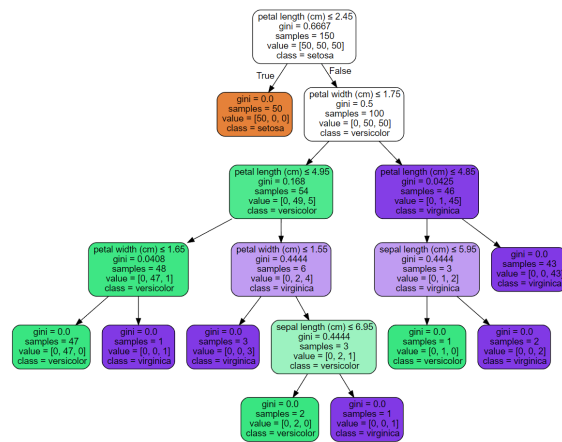 petal length (cm) ≤ 2.45
gini = 0.6667
samples = 150
value = [50, 50, 50]
class = setosa
True
False
gini = 0.0
samples = 50
value = [50, 0, 0]
class = setosa
petal width (cm) ≤ 1.75
gini = 0.5
samples = 100
value = [0, 50, 50]
class = versicolor
petal length (cm) ≤ 4.95
gini = 0.168
samples = 54
value = [0, 49, 5]
class = versicolor
petal length (cm) ≤ 4.85
gini = 0.0425
samples = 46
value = [0, 1, 45]
class = virginica
petal width (cm) ≤ 1.65
gini = 0.0408
samples = 48
value = [0, 47, 1]
class = versicolor
petal width (cm) ≤ 1.55
gini = 0.4444
samples = 6
value = [0, 2, 4]
class = virginica
sepal length (cm) ≤ 5.95
gini = 0.4444
samples = 3
value = [0, 1, 2]
class = virginica
gini = 0.0
samples = 43
value = [0, 0, 43]
class = virginica
gini = 0.0
samples = 47
value = [0, 47, 0]
class = versicolor
gini = 0.0
samples = 1
value = [0, 0, 1]
class = virginica
gini = 0.0
samples = 3
value = [0, 0, 3]
class = virginica
sepal length (cm) ≤ 6.95
gini = 0.4444
samples = 3
value = [0, 2, 1]
class = versicolor
gini = 0.0
samples = 1
value = [0, 1, 0]
class = versicolor
gini = 0.0
samples = 2
value = [0, 0, 2]
class = virginica
gini = 0.0
samples = 2
value = [0, 2, 0]
class = versicolor
gini = 0.0
samples = 1
value = [0, 0, 1]
class = virginica